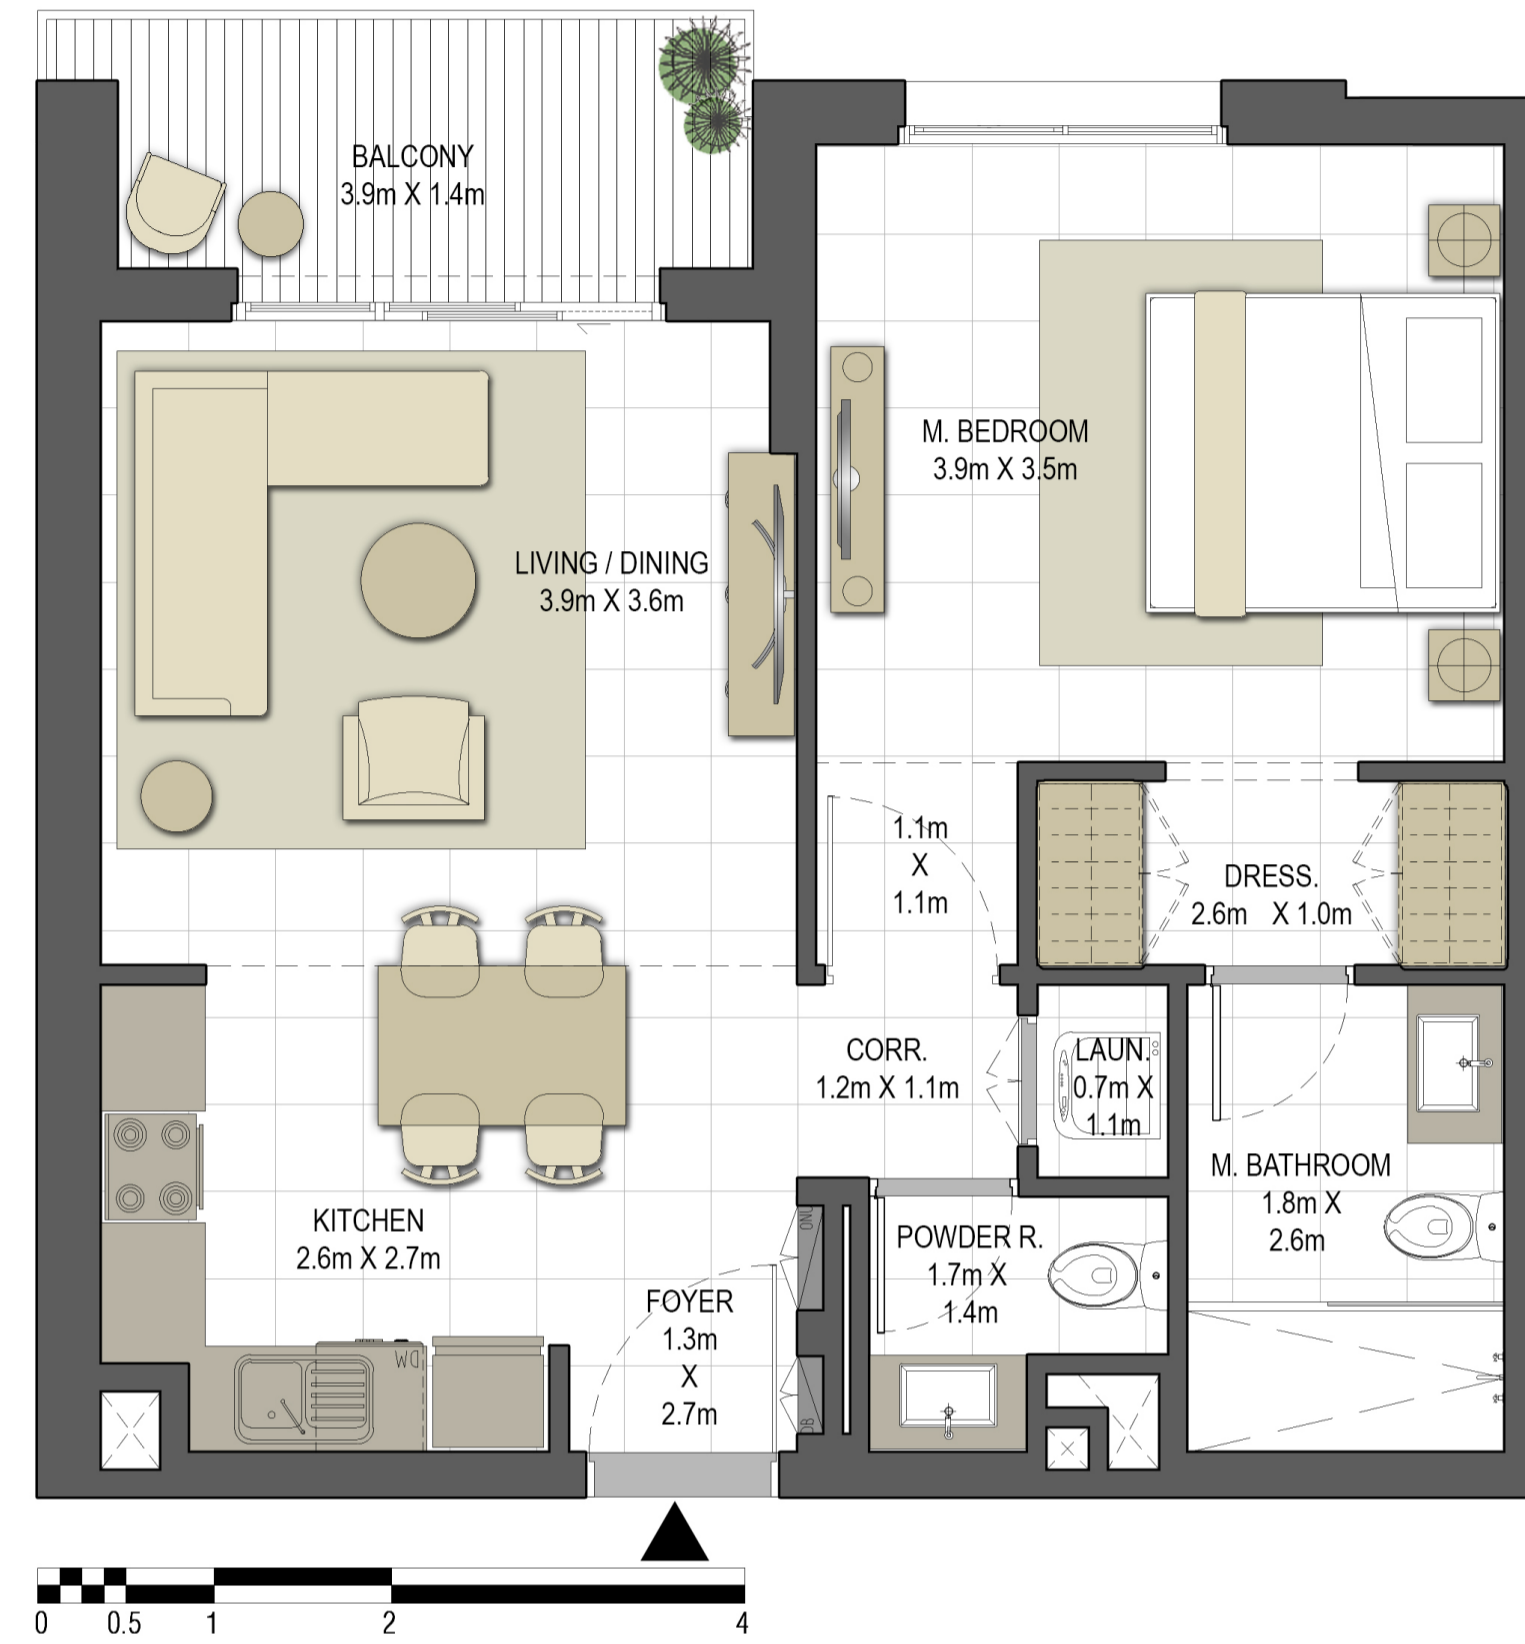 BALCONY
3.9m X 1.4m
M. BEDROOM
3.9m X 3.5m
LIVING / DINING
3.9m X 3.6m
1.1m
X
1.1m
DRESS.
2.6m X 1.0m
CORR.
1.2m X 1.1m
LAUN.
0.7m X
1.1m
M. BATHROOM
1.8m X
2.6m
KITCHEN
2.6m X 2.7m
ONU
POWDER R.
1.7m X
1.4m
FOYER
1.3m
X
2.7m
DW
DB
0 0.5 1 2 4